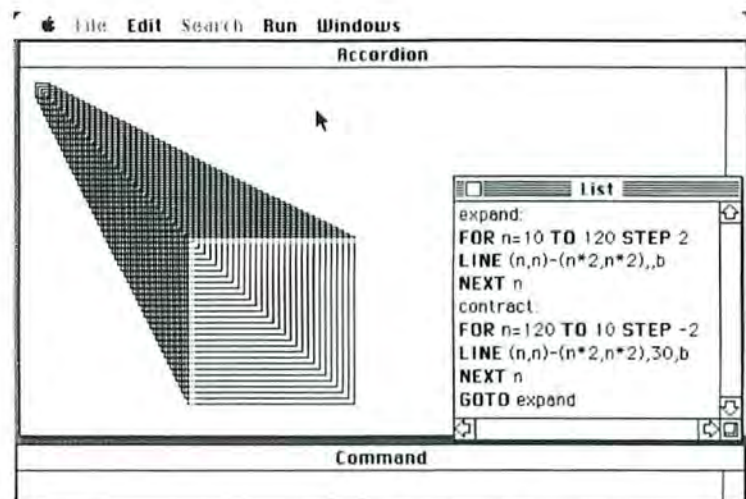 File Edit Search Run Windows
Accordion
List
expand:
FOR n=10 TO 120 STEP 2
LINE (n,n)-(n*2,n*2),,b
NEXT n
contract:
FOR n=120 TO 10 STEP -2
LINE (n,n)-(n*2,n*2),30,b
NEXT n
GOTO expand
Command